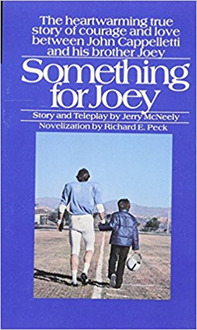 The heartwarming true
story of courage and love
between John Cappelletti
and his brother Joey
Something
for Joey
Story and Teleplay by Jerry McNeely
Novelization by Richard E. Peck